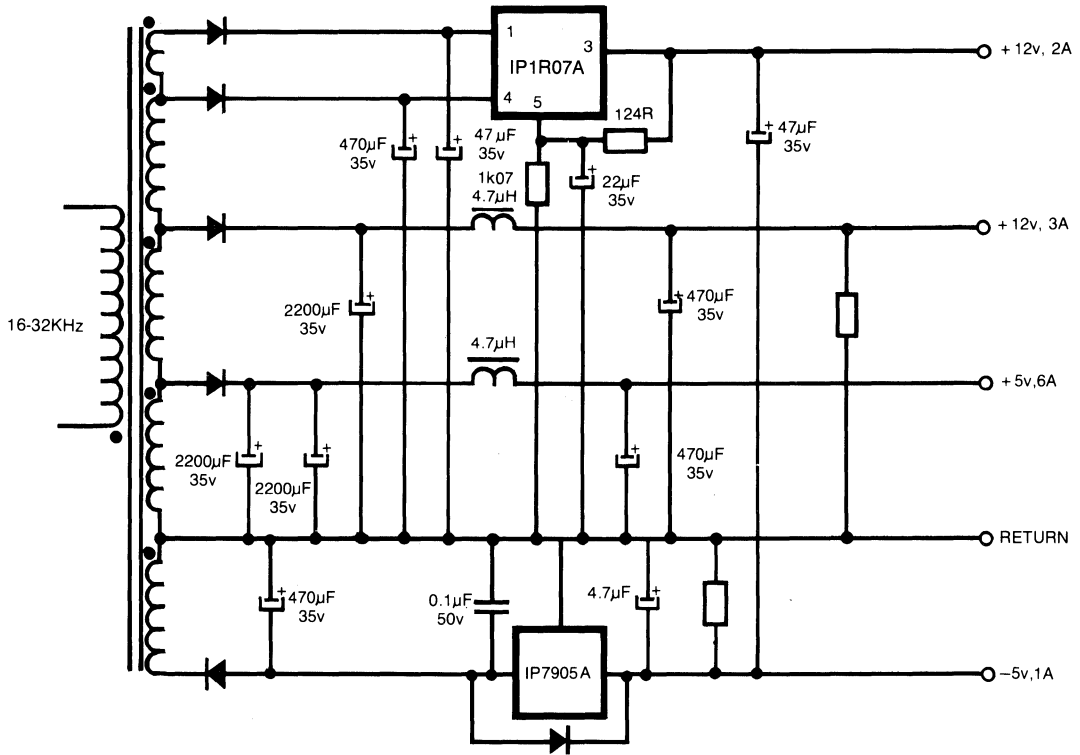 +12v, 2A
1
3
IP1R07A
4
5
124R
470µF
35v
47µF
35v
47µF
35v
1k07
4.7µH
22µF
35v
+12v, 3A
2200µF
35v
470µF
35v
16-32KHz
4.7µH
+5v,6A
2200µF
35v
2200µF
35v
470µF
35v
RETURN
470µF
35v
0.1µF
50v
4.7µF
IP7905A
−5v,1A